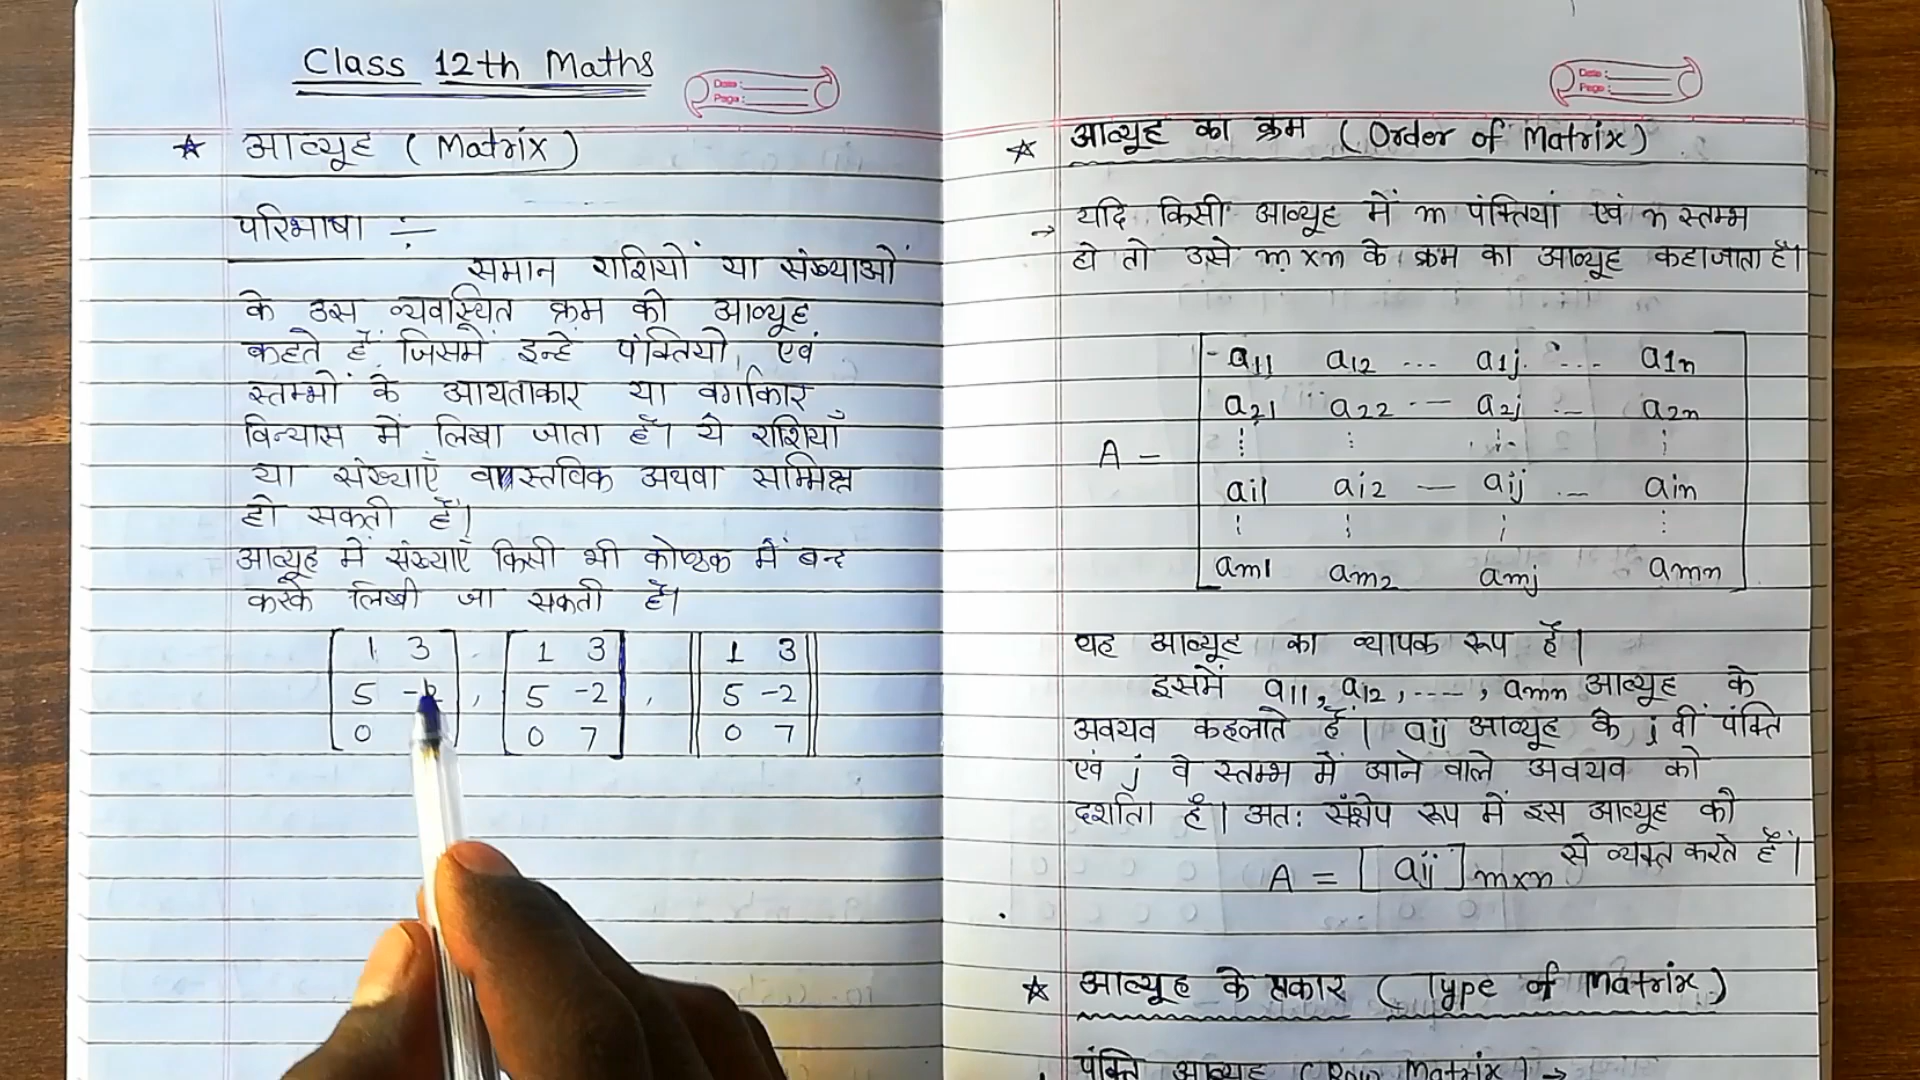 Class 12th Maths
Date :
Page :
☆ आव्यूह (Matrix)
परिभाषा ÷
समान राशियों या संख्याओं
के उस व्यवस्थित क्रम को आव्यूह
कहते हैं जिसमें इन्हें पंक्तियो, एवं
स्तम्भों के आयताकार या वर्गाकार
विन्यास में लिखा जाता है। ये राशियाँ
या संख्याएँ वास्तविक अथवा सम्मिश्र
हो सकती हैं।
आव्यूह में संख्याएँ किसी भी कोष्ठक में बन्द
करके लिखी जा सकती हैं।
[1 3], [1 3], ||1 3||
[5 -2], [5 -2], ||5 -2||
[0 ], [0 7], ||0 7||
Date :
Page :
☆ आव्यूह का क्रम (Order of Matrix)
→ यदि किसी आव्यूह में m पंक्तियां एवं n स्तम्भ
हो तो उसे m×n के क्रम का आव्यूह कहा जाता है।
a11 a12 ... a1j .... a1n
a21 a22 ... a2j ... a2n
A =
ai1 ai2 — aij ... ain
am1 am2 amj amn
यह आव्यूह का व्यापक रूप है।
इसमें a11, a12, ...., amn आव्यूह के
अवयव कहलाते हैं। aij आव्यूह के j वीं पंक्ति
एवं j वे स्तम्भ में आने वाले अवयव को
दर्शाता है। अत: संक्षेप रूप में इस आव्यूह को
A = [aij]m×n से व्यक्त करते हैं।
☆ आव्यूह के प्रकार (Type of Matrix)
पंक्ति आव्यूह (Row Matrix) →